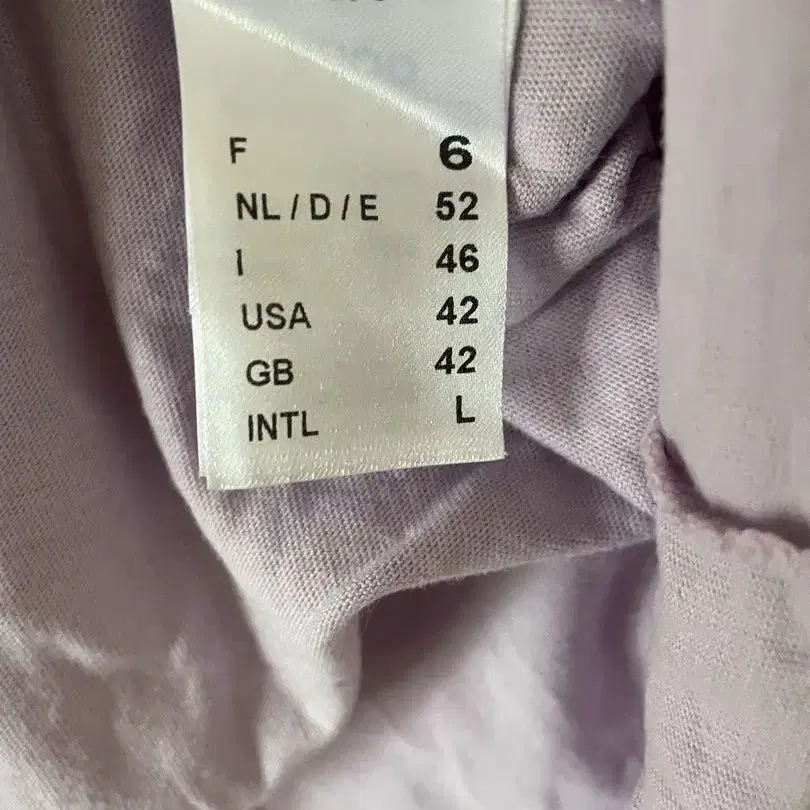 F 6
NL / D / E 52
I 46
USA 42
GB 42
INTL L